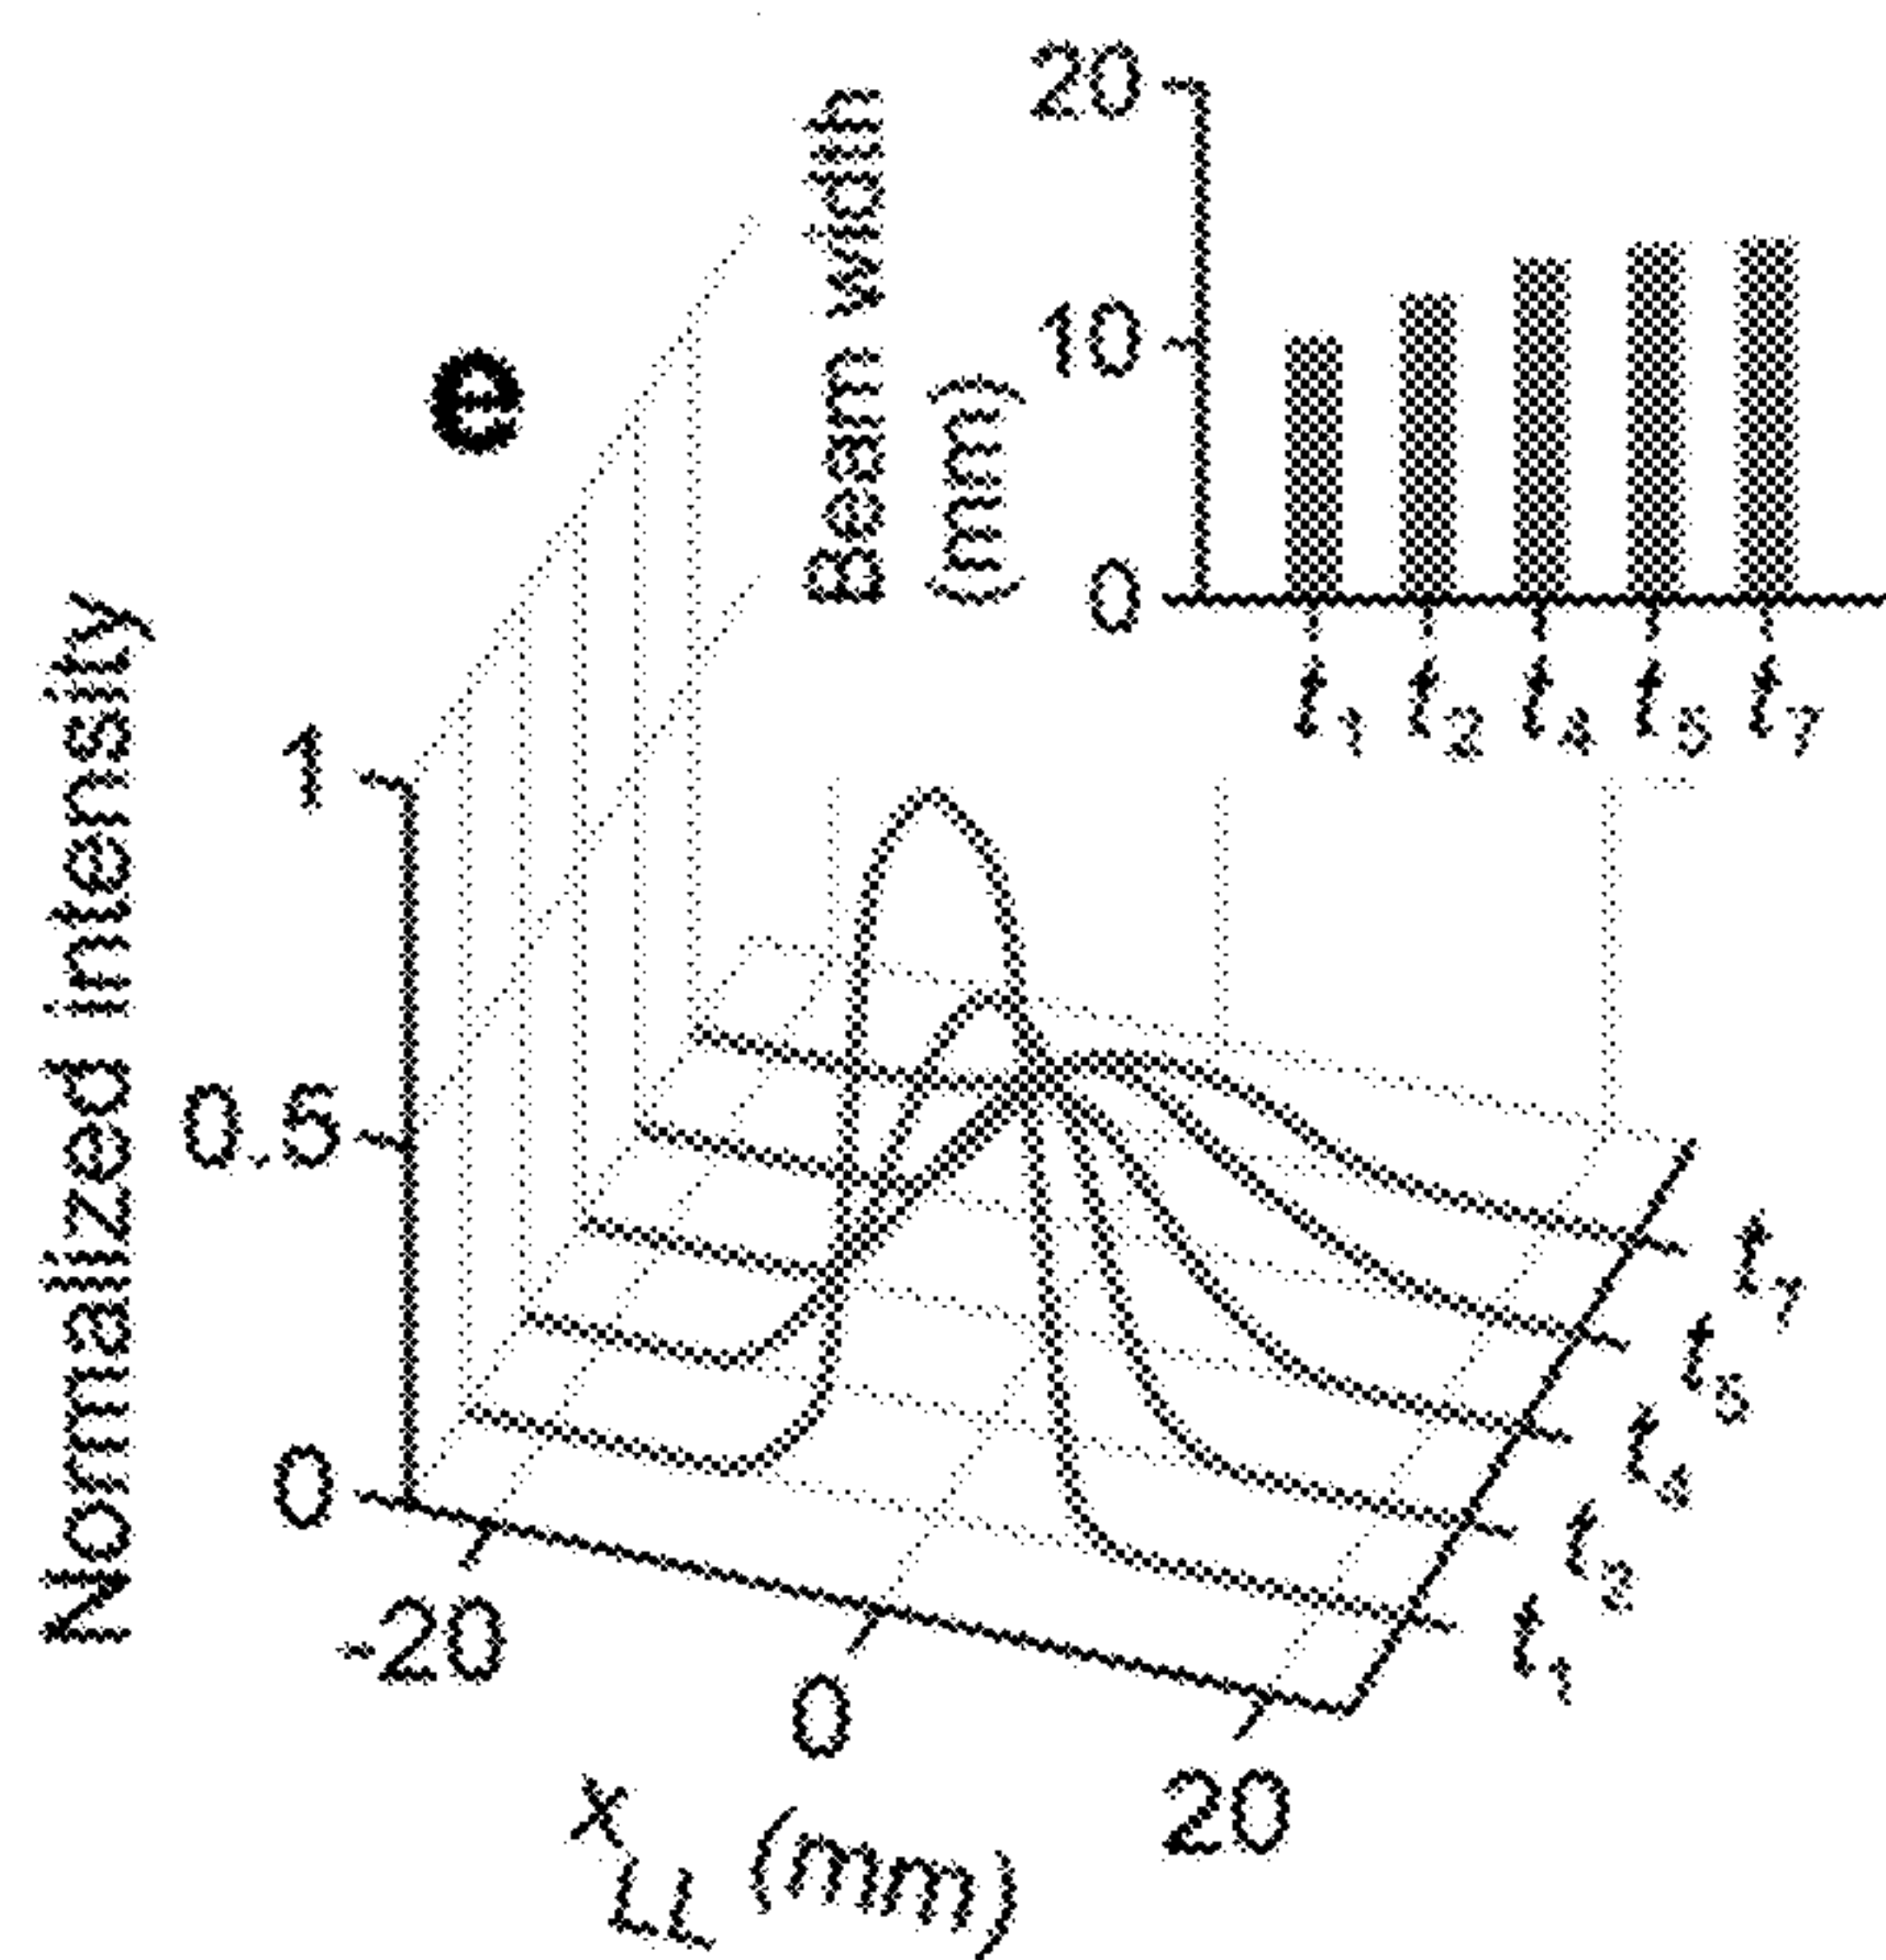 e
Beam width
(mm)
20
10
0
t1 t2 t4 t5 t7
Normalized intensity
1
0.5
0
-20
0
20
xLL (mm)
t1
t2
t4
t5
t7